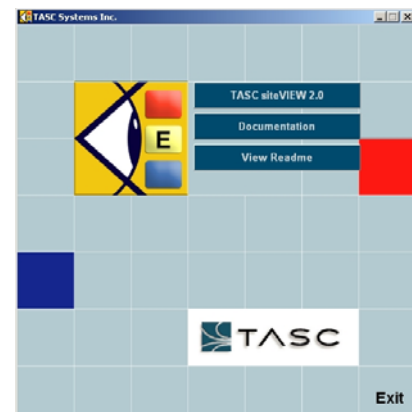 TASC Systems Inc.
TASC siteVIEW 2.0
Documentation
E
View Readme
TASC
Exit